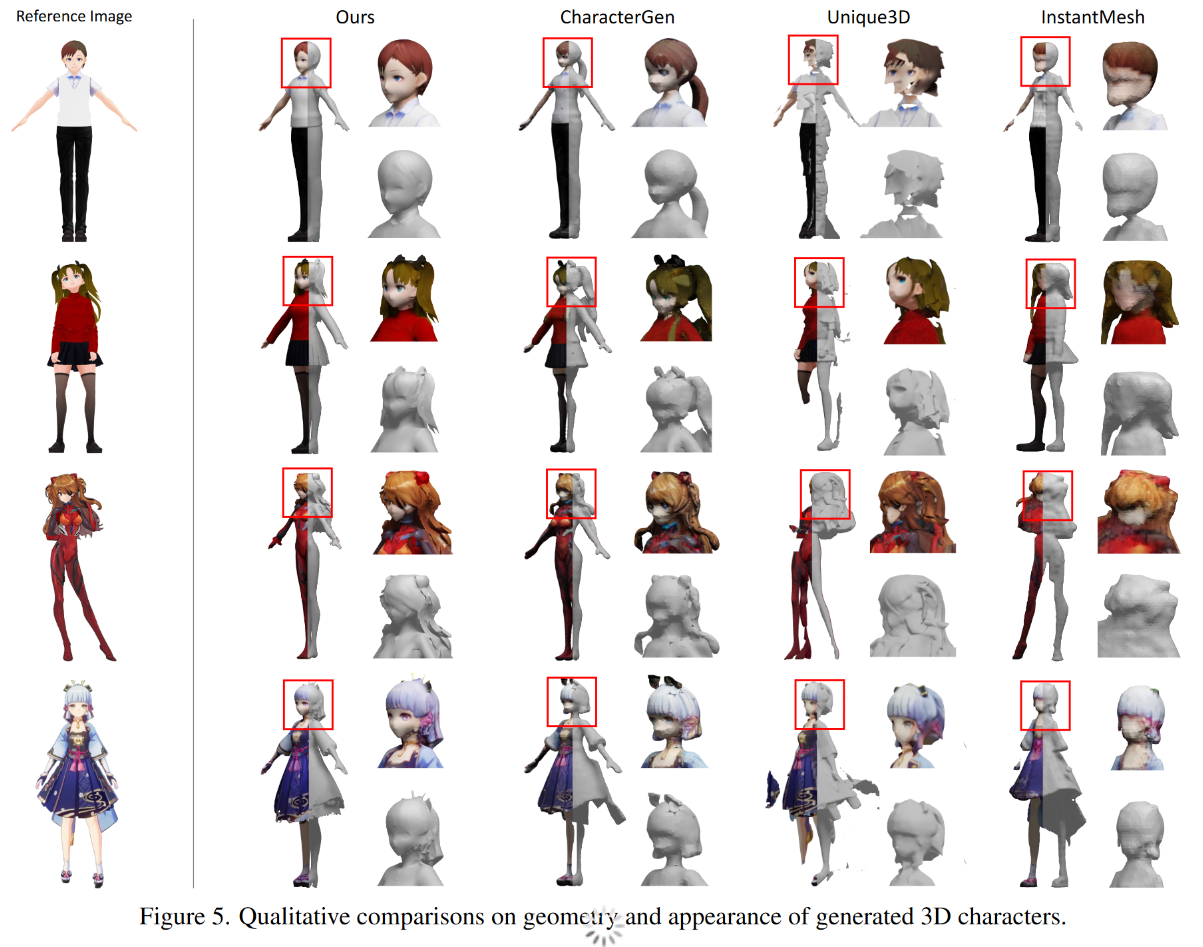 Reference Image
Ours
CharacterGen
Unique3D
InstantMesh
Figure 5. Qualitative comparisons on geometry and appearance of generated 3D characters.